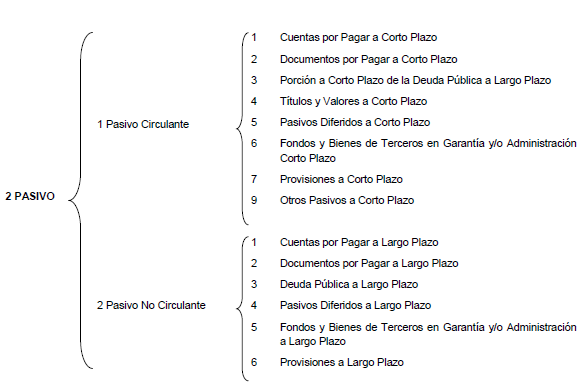 1 Cuentas por Pagar a Corto Plazo
2 Documentos por Pagar a Corto Plazo
3 Porción a Corto Plazo de la Deuda Pública a Largo Plazo
4 Títulos y Valores a Corto Plazo
1 Pasivo Circulante
5 Pasivos Diferidos a Corto Plazo
6 Fondos y Bienes de Terceros en Garantía y/o Administración
Corto Plazo
7 Provisiones a Corto Plazo
9 Otros Pasivos a Corto Plazo
2 PASIVO
1 Cuentas por Pagar a Largo Plazo
2 Documentos por Pagar a Largo Plazo
3 Deuda Pública a Largo Plazo
2 Pasivo No Circulante
4 Pasivos Diferidos a Largo Plazo
5 Fondos y Bienes de Terceros en Garantía y/o Administración
a Largo Plazo
6 Provisiones a Largo Plazo